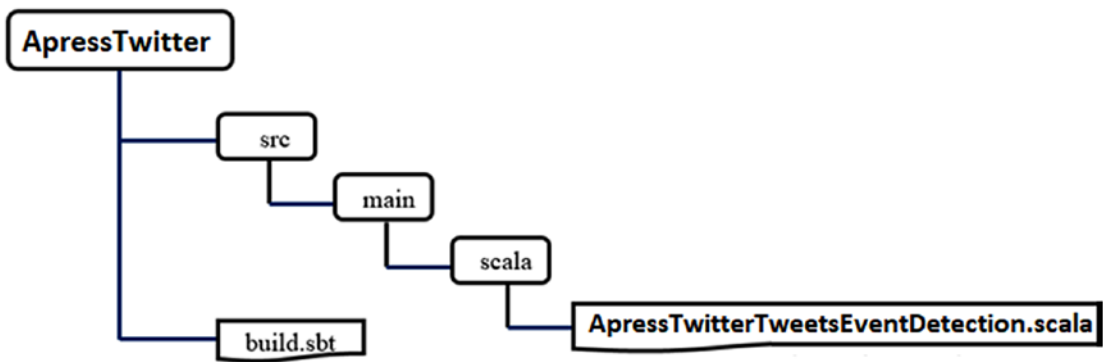 ApressTwitter
src
main
scala
ApressTwitterTweetsEventDetection.scala
build.sbt